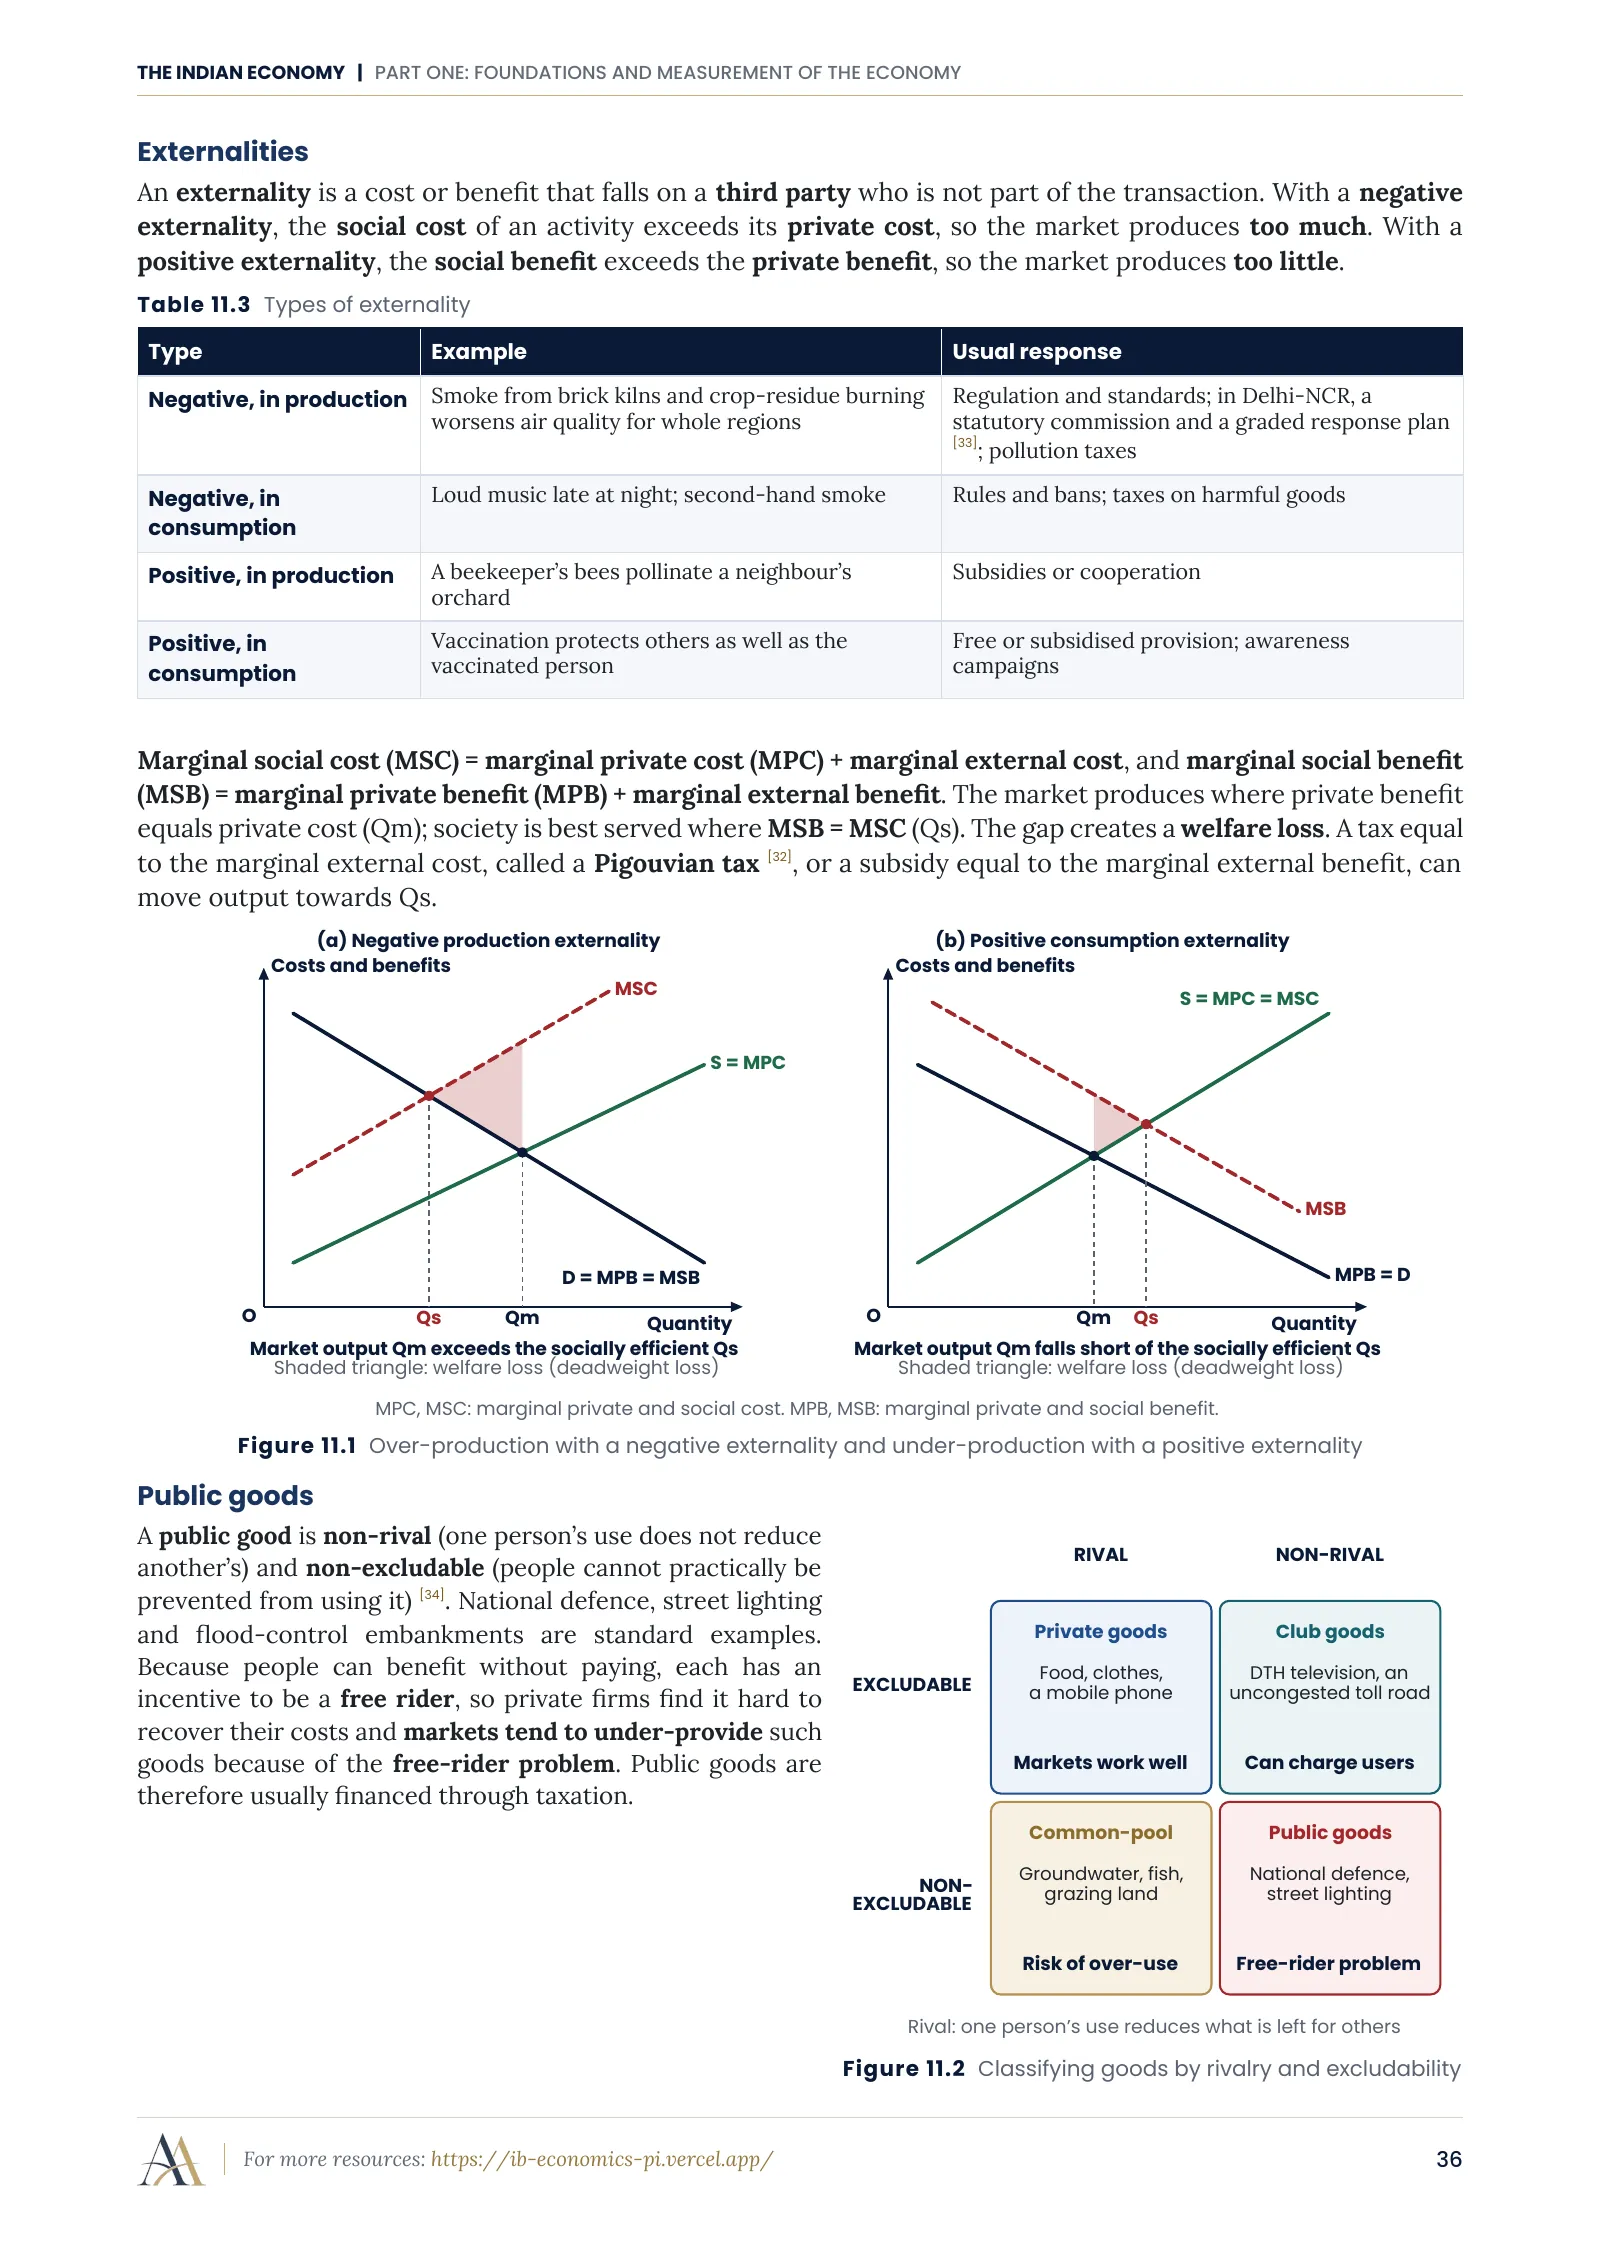 THE INDIAN ECONOMY | PART ONE: FOUNDATIONS AND MEASUREMENT OF THE ECONOMY
Externalities
An externality is a cost or benefit that falls on a third party who is not part of the transaction. With a negative
externality, the social cost of an activity exceeds its private cost, so the market produces too much. With a
positive externality, the social benefit exceeds the private benefit, so the market produces too little.
Table 11.3 Types of externality
Type Example Usual response
Negative, in production
Smoke from brick kilns and crop-residue burning
worsens air quality for whole regions
Regulation and standards; in Delhi-NCR, a
statutory commission and a graded response plan
[33]; pollution taxes
Negative, in
consumption
Loud music late at night; second-hand smoke
Rules and bans; taxes on harmful goods
Positive, in production
A beekeeper’s bees pollinate a neighbour’s
orchard
Subsidies or cooperation
Positive, in
consumption
Vaccination protects others as well as the
vaccinated person
Free or subsidised provision; awareness
campaigns
Marginal social cost (MSC) = marginal private cost (MPC) + marginal external cost, and marginal social benefit
(MSB) = marginal private benefit (MPB) + marginal external benefit. The market produces where private benefit
equals private cost (Qm); society is best served where MSB = MSC (Qs). The gap creates a welfare loss. A tax equal
to the marginal external cost, called a Pigouvian tax [32], or a subsidy equal to the marginal external benefit, can
move output towards Qs.
(a) Negative production externality
Costs and benefits
MSC
S = MPC
D = MPB = MSB
O
Qs
Qm
Quantity
Market output Qm exceeds the socially efficient Qs
Shaded triangle: welfare loss (deadweight loss)
(b) Positive consumption externality
Costs and benefits
S = MPC = MSC
MSB
MPB = D
O
Qm
Qs
Quantity
Market output Qm falls short of the socially efficient Qs
Shaded triangle: welfare loss (deadweight loss)
MPC, MSC: marginal private and social cost. MPB, MSB: marginal private and social benefit.
Figure 11.1 Over-production with a negative externality and under-production with a positive externality
Public goods
A public good is non-rival (one person’s use does not reduce
another’s) and non-excludable (people cannot practically be
prevented from using it) [34]. National defence, street lighting
and flood-control embankments are standard examples.
Because people can benefit without paying, each has an
incentive to be a free rider, so private firms find it hard to
recover their costs and markets tend to under-provide such
goods because of the free-rider problem. Public goods are
therefore usually financed through taxation.
RIVAL
NON-RIVAL
EXCLUDABLE
Private goods
Food, clothes,
a mobile phone
Markets work well
Club goods
DTH television, an
uncongested toll road
Can charge users
NON-
EXCLUDABLE
Common-pool
Groundwater, fish,
grazing land
Risk of over-use
Public goods
National defence,
street lighting
Free-rider problem
Rival: one person’s use reduces what is left for others
Figure 11.2 Classifying goods by rivalry and excludability
For more resources: https://ib-economics-pi.vercel.app/
36